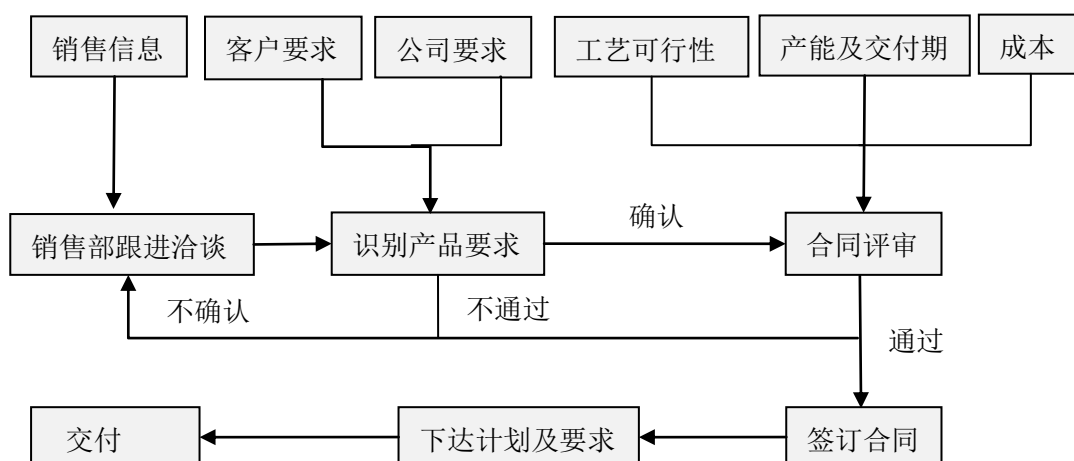 销售信息
客户要求
公司要求
工艺可行性
产能及交付期
成本
确认
销售部跟进洽谈
识别产品要求
合同评审
不确认
不通过
通过
交付
下达计划及要求
签订合同